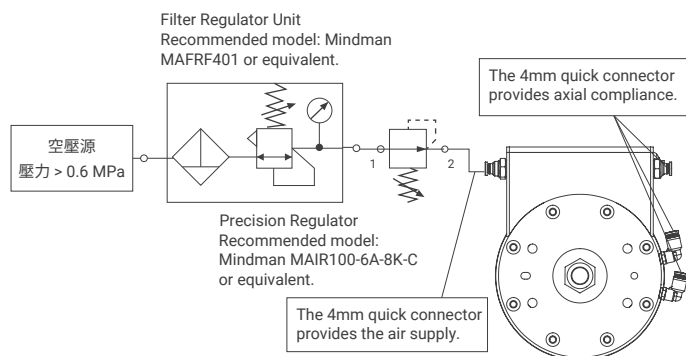 Filter Regulator Unit
Recommended model: Mindman
MAFRF401 or equivalent.
The 4mm quick connector
provides axial compliance.
空壓源
壓力 > 0.6 MPa
1
2
Precision Regulator
Recommended model:
Mindman MAIR100-6A-8K-C
or equivalent.
The 4mm quick connector
provides the air supply.